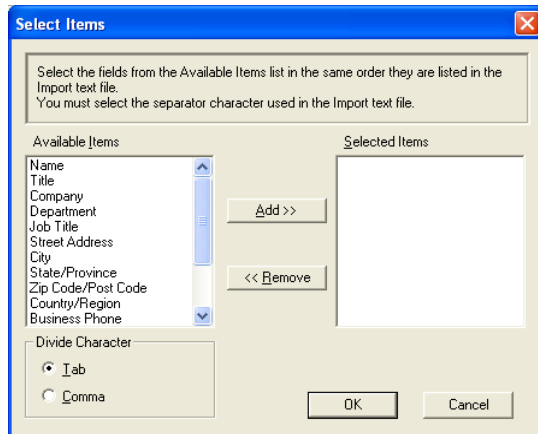 Select Items
Select the fields from the Available Items list in the same order they are listed in the
Import text file.
You must select the separator character used in the Import text file.
Available Items
Selected Items
Name
Title
Company
Department
Job Title
Street Address
City
State/Province
Zip Code/Post Code
Country/Region
Business Phone
Add >>
<< Remove
Divide Character
Tab
Comma
OK
Cancel